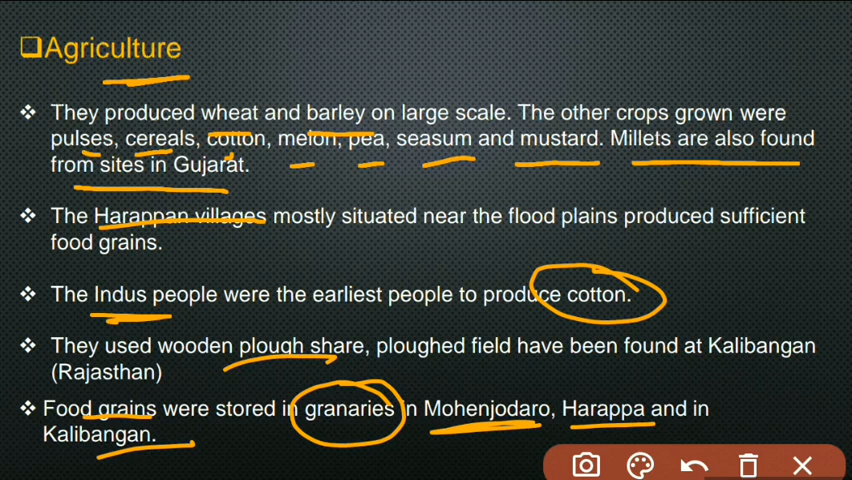 Agriculture
They produced wheat and barley on large scale. The other crops grown were
pulses, cereals, cotton, melon, pea, seasum and mustard. Millets are also found
from sites in Gujarat.
The Harappan villages mostly situated near the flood plains produced sufficient
food grains.
The Indus people were the earliest people to produce cotton.
They used wooden plough share, ploughed field have been found at Kalibangan
(Rajasthan)
Food grains were stored in granaries in Mohenjodaro, Harappa and in
Kalibangan.